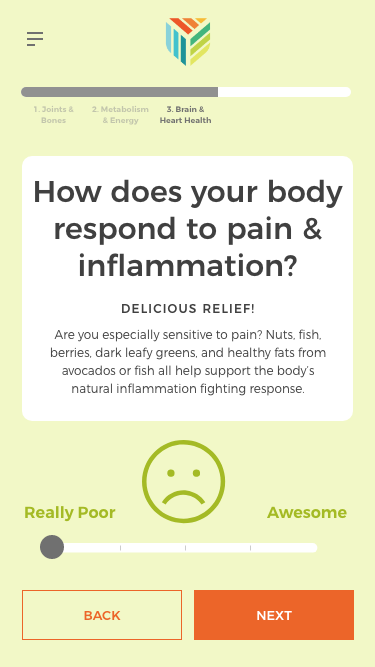 1. Joints &
Bones
2. Metabolism
& Energy
3. Brain &
Heart Health
How does your body
respond to pain &
inflammation?
DELICIOUS RELIEF!
Are you especially sensitive to pain? Nuts, fish,
berries, dark leafy greens, and healthy fats from
avocados or fish all help support the body's
natural inflammation fighting response.
Really Poor
Awesome
BACK
NEXT